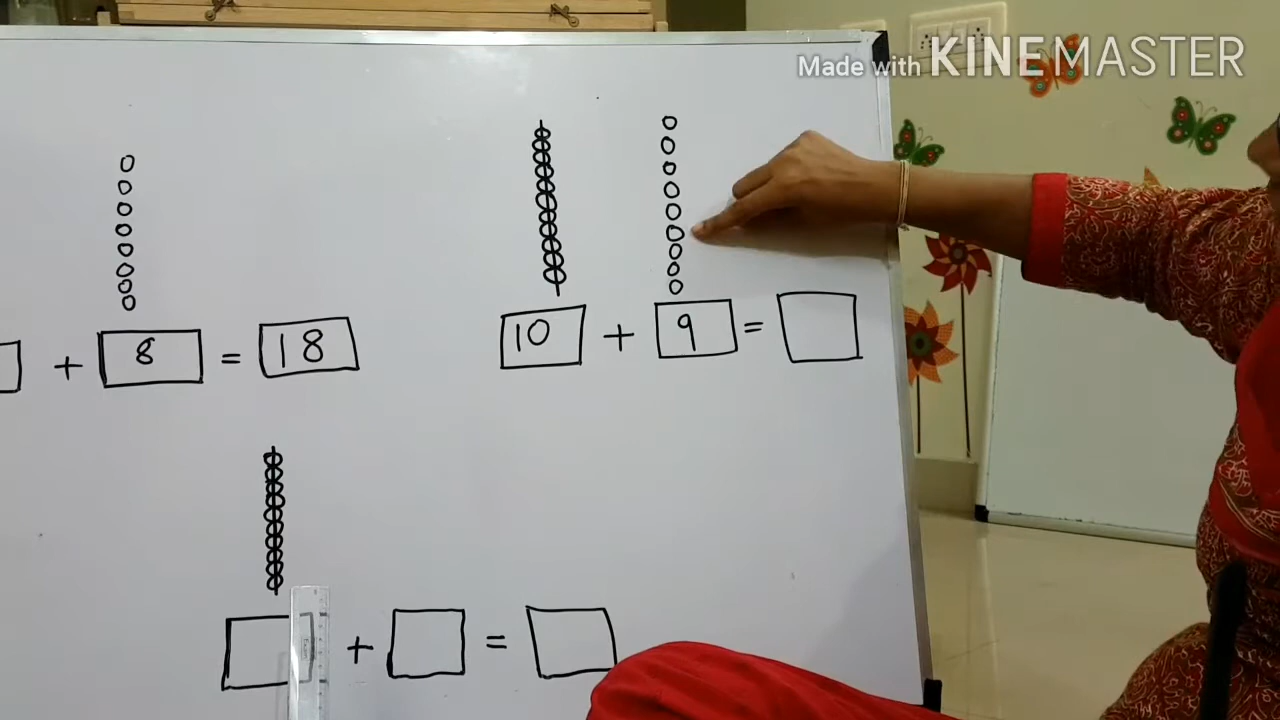 Made with KINEMASTER
+ 8 = 18
10 + 9 =
+ =